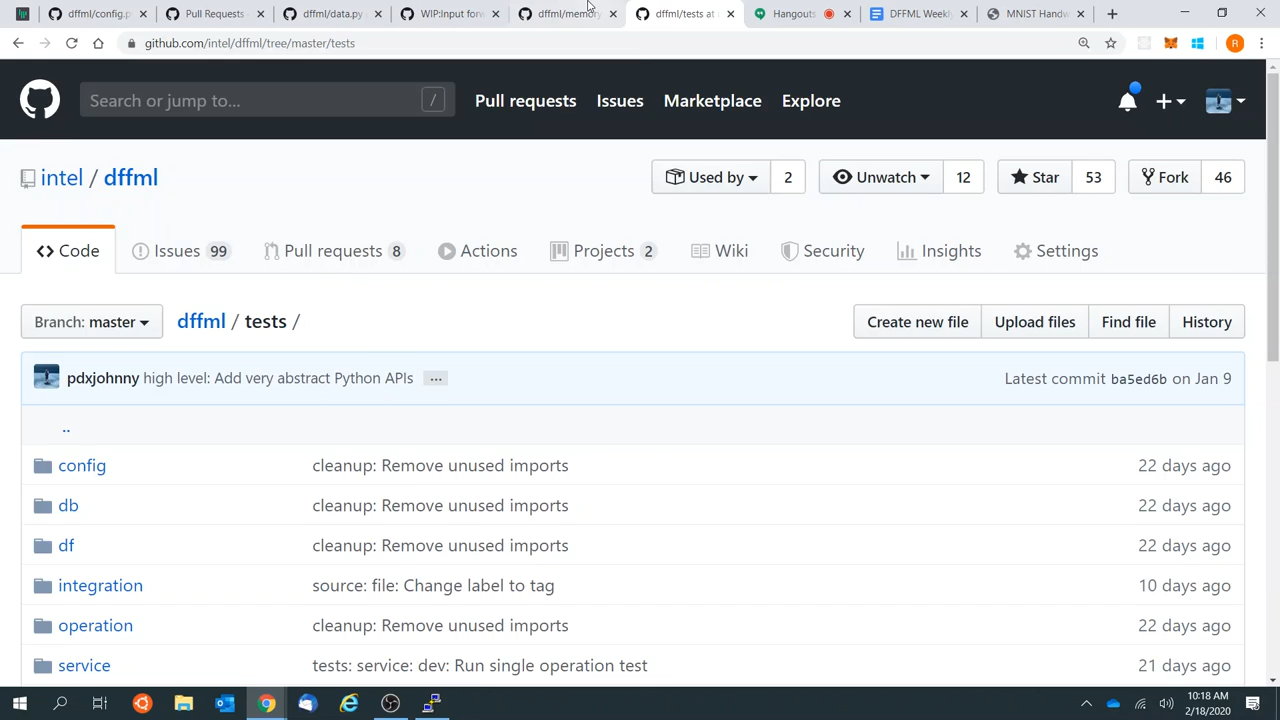 dffml/config.p
Pull Requests
dffml/data.py
WIP:Input for
dffml/memory
dffml/tests at
Hangouts
DFFML Weekly
MNIST Handw
github.com/intel/dffml/tree/master/tests
R
Search or jump to...
/
Pull requests
Issues
Marketplace
Explore
intel / dffml
Used by
2
Unwatch
12
Star
53
Fork
46
Code
Issues 99
Pull requests 8
Actions
Projects 2
Wiki
Security
Insights
Settings
Branch: master
dffml / tests /
Create new file
Upload files
Find file
History
pdxjohnny high level: Add very abstract Python APIs ...
Latest commit ba5ed6b on Jan 9
..
config cleanup: Remove unused imports 22 days ago
db cleanup: Remove unused imports 22 days ago
df cleanup: Remove unused imports 22 days ago
integration source: file: Change label to tag 10 days ago
operation cleanup: Remove unused imports 22 days ago
service tests: service: dev: Run single operation test 21 days ago
10:18 AM
2/18/2020